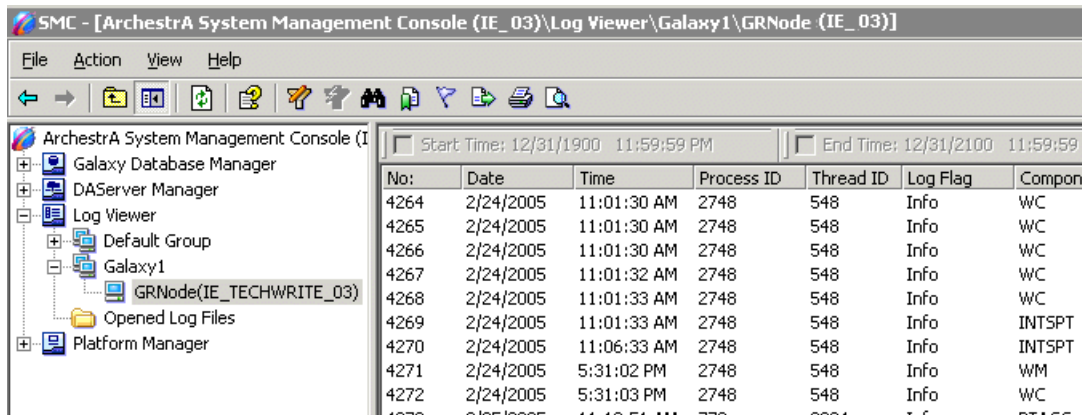 SMC - [ArchestrA System Management Console (IE_03)\Log Viewer\Galaxy1\GRNode (IE_03)]
File Action View Help
ArchestrA System Management Console (I
Galaxy Database Manager
DAServer Manager
Log Viewer
Default Group
Galaxy1
GRNode(IE_TECHWRITE_03)
Opened Log Files
Platform Manager
Start Time: 12/31/1900 11:59:59 PM End Time: 12/31/2100 11:59:59
No: Date Time Process ID Thread ID Log Flag Compon
4264 2/24/2005 11:01:30 AM 2748 548 Info WC
4265 2/24/2005 11:01:30 AM 2748 548 Info WC
4266 2/24/2005 11:01:30 AM 2748 548 Info WC
4267 2/24/2005 11:01:32 AM 2748 548 Info WC
4268 2/24/2005 11:01:33 AM 2748 548 Info WC
4269 2/24/2005 11:01:33 AM 2748 548 Info INTSPT
4270 2/24/2005 11:06:33 AM 2748 548 Info INTSPT
4271 2/24/2005 5:31:02 PM 2748 548 Info WM
4272 2/24/2005 5:31:03 PM 2748 548 Info WC